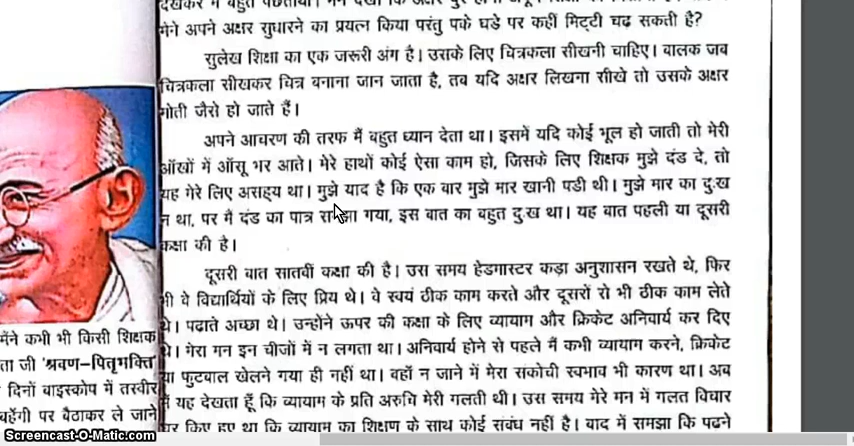 मैंने अपने अक्षर सुधारने का प्रयत्न किया परंतु पके घडे पर कहीं मिट्टी चढ़ सकती है?
सुलेख शिक्षा का एक जरूरी अंग है। उसके लिए चित्रकला सीखनी चाहिए। बालक जब
चित्रकला सीखकर चित्र बनाना जान जाता है, तब यदि अक्षर लिखना सीखे तो उसके अक्षर
मोती जैसे हो जाते हैं।
अपने आचरण की तरफ मैं बहुत ध्यान देता था। इसमें यदि कोई भूल हो जाती तो मेरी
आँखों में आँसू भर आते। मेरे हाथों कोई ऐसा काम हो, जिसके लिए शिक्षक मुझे दंड दे, तो
यह मेरे लिए असह्य था। मुझे याद है कि एक बार मुझे मार खानी पडी थी। मुझे मार का दुःख
न था, पर मैं दंड का पात्र समझा गया, इस बात का बहुत दुःख था। यह बात पहली या दूसरी
कक्षा की है।
दूसरी बात सातवीं कक्षा की है। उस समय हेडमास्टर कड़ा अनुशासन रखते थे, फिर
भी वे विद्यार्थियों के लिए प्रिय थे। वे स्वयं ठीक काम करते और दूसरों से भी ठीक काम लेते
थे। पढाते अच्छा थे। उन्होंने ऊपर की कक्षा के लिए व्यायाम और क्रिकेट अनिवार्य कर दिए
थे। मेरा मन इन चीजों में न लगता था। अनिवार्य होने से पहले मैं कभी व्यायाम करने, क्रिकेट
या फुटबाल खेलने गया ही नहीं था। वहाँ न जाने में मेरा संकोची स्वभाव भी कारण था। अब
मैं यह देखता हूँ कि व्यायाम के प्रति अरुचि मेरी गलती थी। उस समय मेरे मन में गलत विचार
घर किए हुए था कि व्यायाम का शिक्षण के साथ कोई संबंध नहीं है। बाद में समझा कि पढने
मैंने कभी भी किसी शिक्षक
ता जी 'श्रवण–पितृभक्ति'
दिनों बाइस्कोप में तस्वीर
बहँगी पर बैठाकर ले जाने
Screencast-O-Matic.com